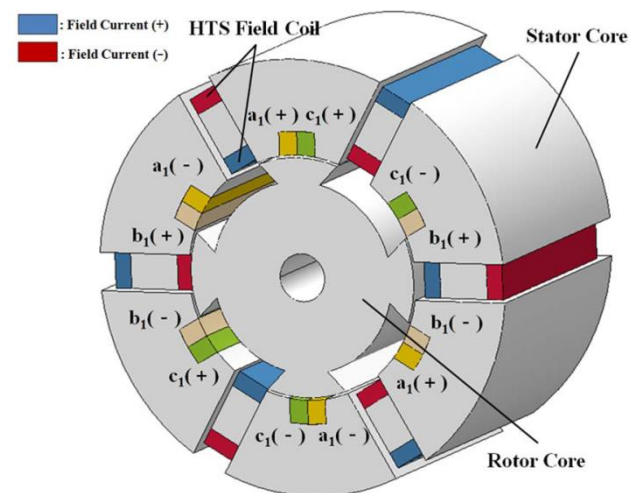 : Field Current (+)
: Field Current (−)
HTS Field Coil
Stator Core
a₁(+) c₁(+)
a₁(-)
c₁(-)
b₁(+)
b₁(+)
b₁(-)
b₁(-)
c₁(+)
a₁(+)
c₁(-) a₁(-)
Rotor Core